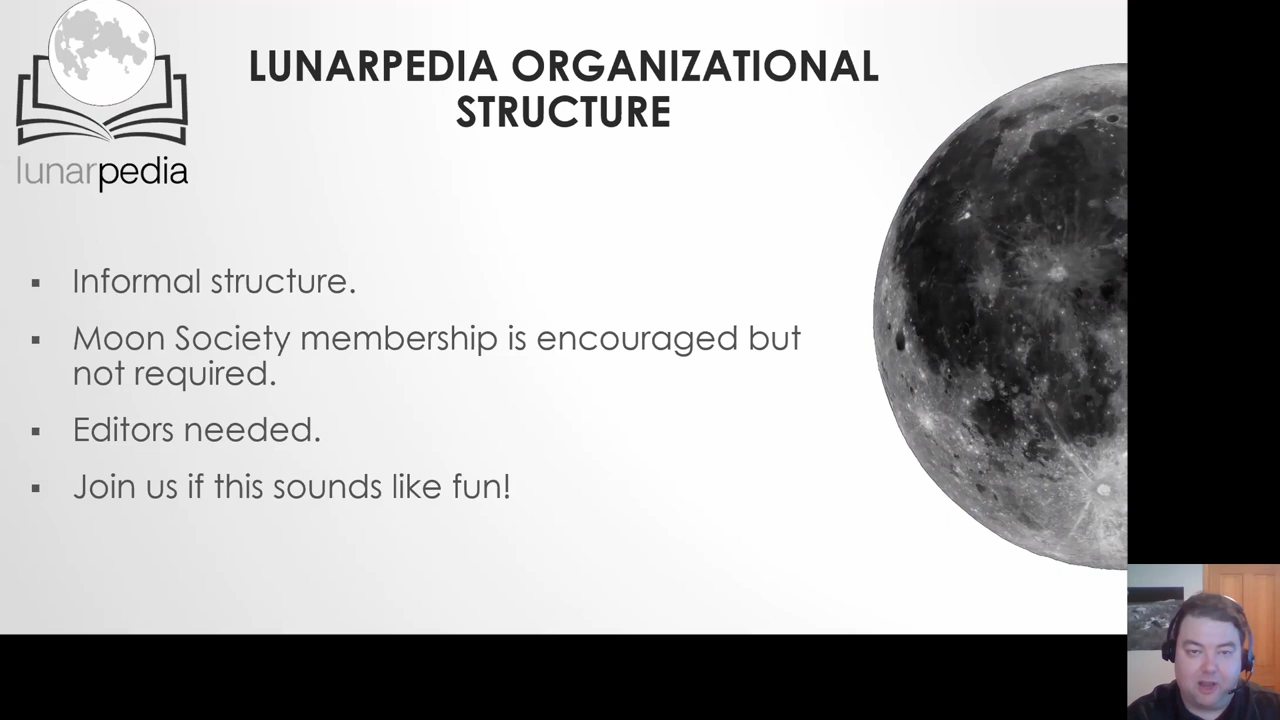 lunarpedia
LUNARPEDIA ORGANIZATIONAL
STRUCTURE
▪ Informal structure.
▪ Moon Society membership is encouraged but
not required.
▪ Editors needed.
▪ Join us if this sounds like fun!